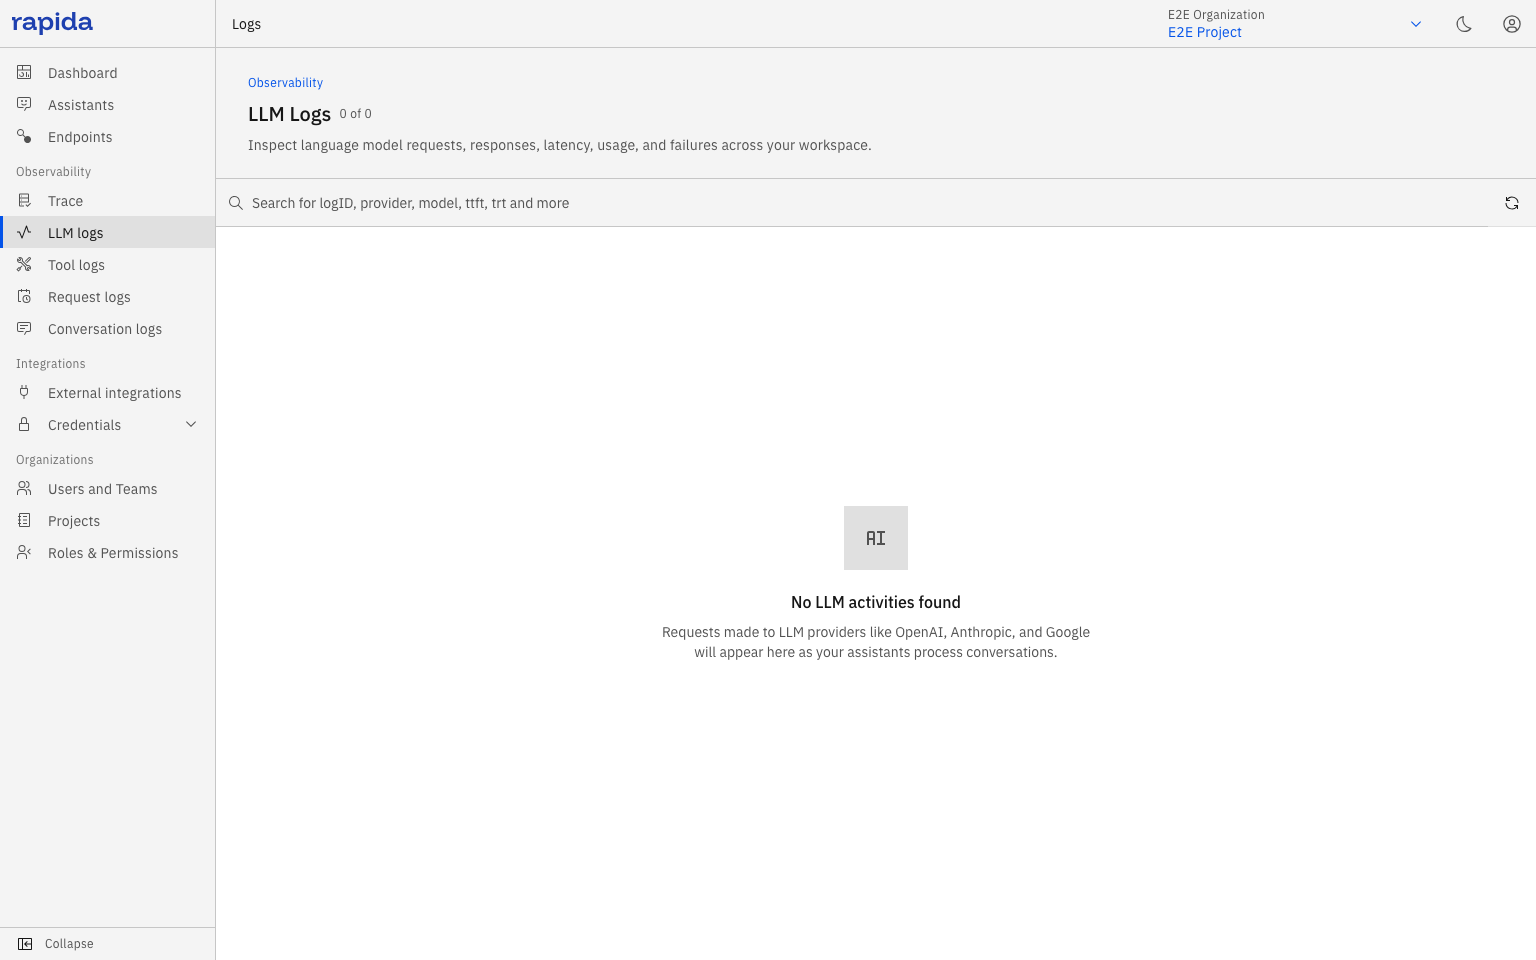 rapida
Logs
E2E Organization
E2E Project
Dashboard
Assistants
Endpoints
Observability
Trace
LLM logs
Tool logs
Request logs
Conversation logs
Integrations
External integrations
Credentials
Organizations
Users and Teams
Projects
Roles & Permissions
Collapse
Observability
LLM Logs 0 of 0
Inspect language model requests, responses, latency, usage, and failures across your workspace.
Search for logID, provider, model, ttft, trt and more
AI
No LLM activities found
Requests made to LLM providers like OpenAI, Anthropic, and Google
will appear here as your assistants process conversations.